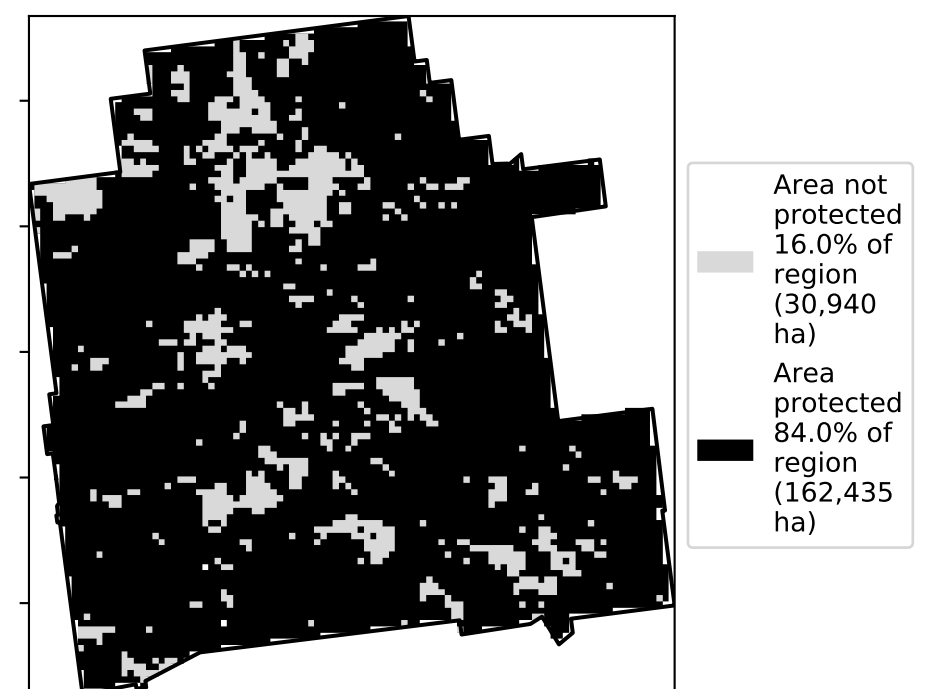 Area not
protected
16.0% of
region
(30,940
ha)
Area
protected
84.0% of
region
(162,435
ha)